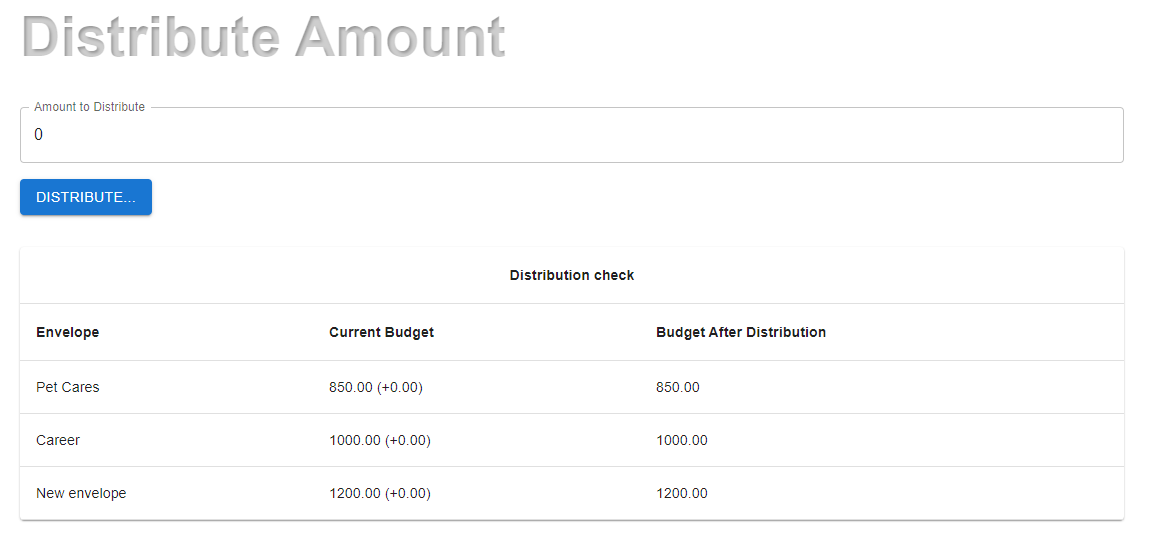 Distribute Amount
Amount to Distribute
0
DISTRIBUTE...
Distribution check
Envelope Current Budget Budget After Distribution
Pet Cares 850.00 (+0.00) 850.00
Career 1000.00 (+0.00) 1000.00
New envelope 1200.00 (+0.00) 1200.00